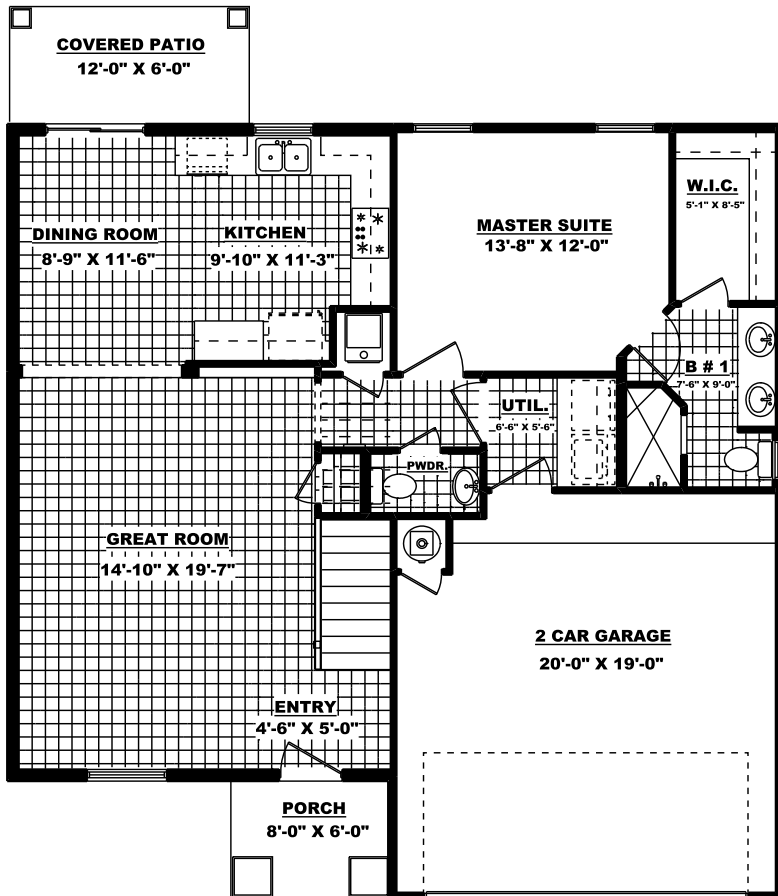 COVERED PATIO
12'-0" X 6'-0"
DINING ROOM
8'-9" X 11'-6"
KITCHEN
9'-10" X 11'-3"
MASTER SUITE
13'-8" X 12'-0"
W.I.C.
5'-1" X 8'-5"
B # 1
7'-6" X 9'-0"
UTIL.
6'-6" X 5'-6"
PWDR.
GREAT ROOM
14'-10" X 19'-7"
2 CAR GARAGE
20'-0" X 19'-0"
ENTRY
4'-6" X 5'-0"
PORCH
8'-0" X 6'-0"